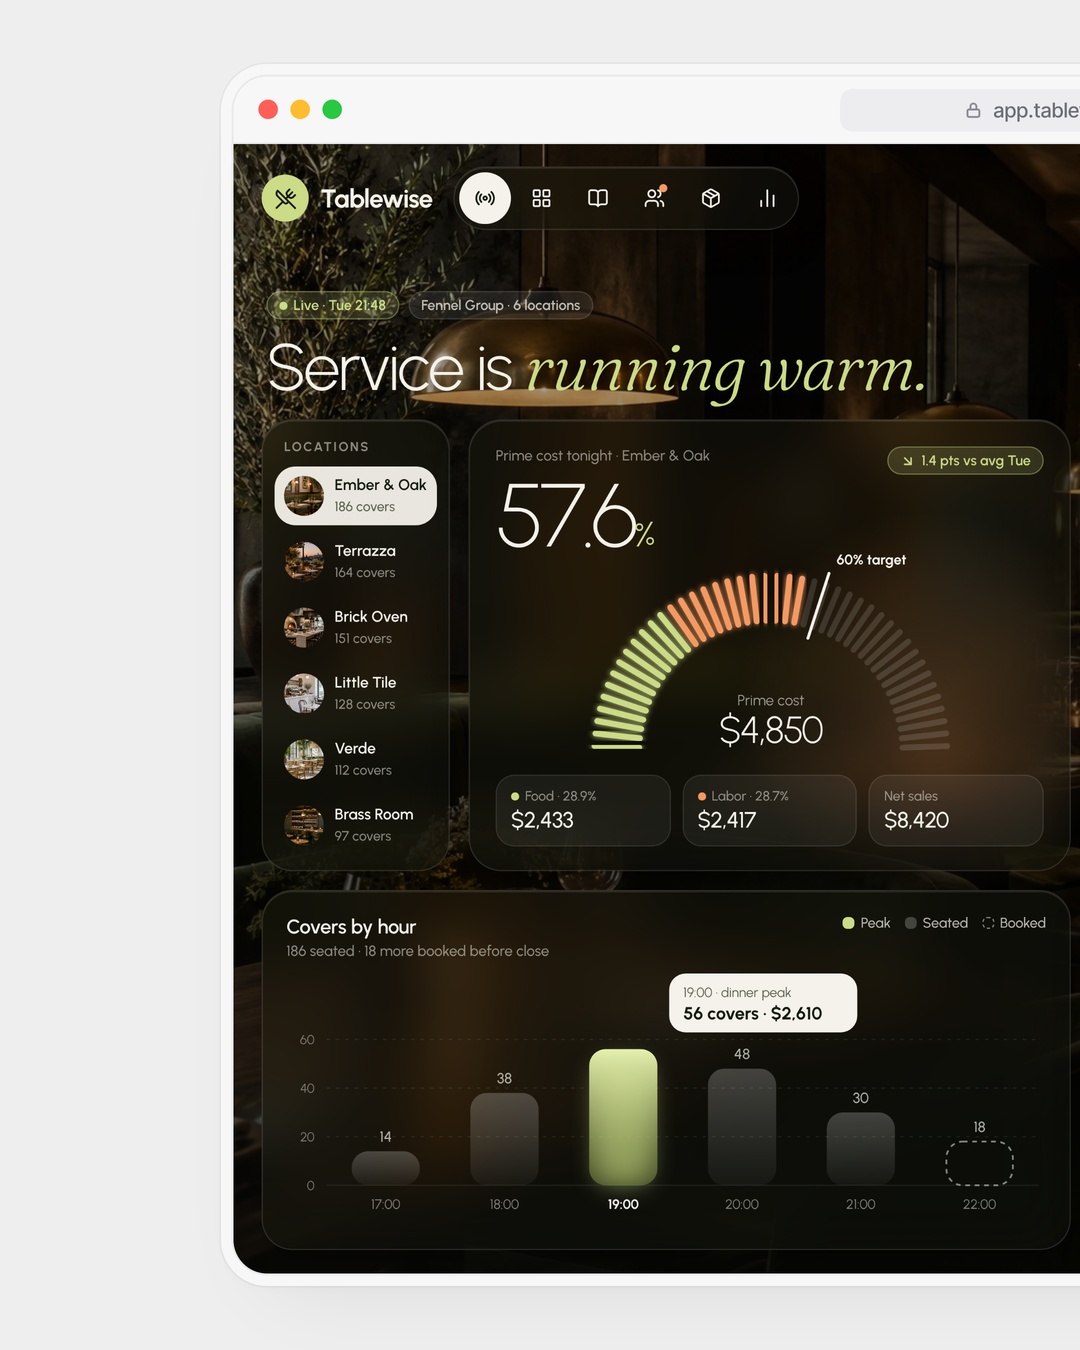 app.table
Tablewise
Live · Tue 21:48
Fennel Group · 6 locations
Service is running warm.
LOCATIONS
Ember & Oak
186 covers
Terrazza
164 covers
Brick Oven
151 covers
Little Tile
128 covers
Verde
112 covers
Brass Room
97 covers
Prime cost tonight · Ember & Oak
1.4 pts vs avg Tue
57.6%
60% target
Prime cost
$4,850
Food · 28.9%
$2,433
Labor · 28.7%
$2,417
Net sales
$8,420
Covers by hour
186 seated · 18 more booked before close
Peak
Seated
Booked
19:00 · dinner peak
56 covers · $2,610
60
40
20
0
14
38
48
30
18
17:00
18:00
19:00
20:00
21:00
22:00